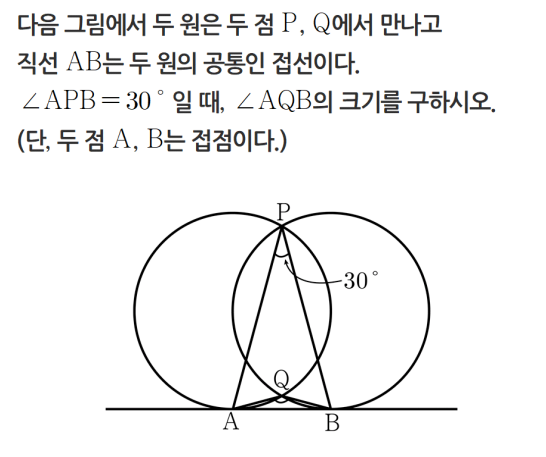 다음 그림에서 두 원은 두 점 P, Q에서 만나고
직선 AB는 두 원의 공통인 접선이다.
∠APB=30°일 때, ∠AQB의 크기를 구하시오.
(단, 두 점 A, B는 접점이다.)
P
30°
Q
A
B